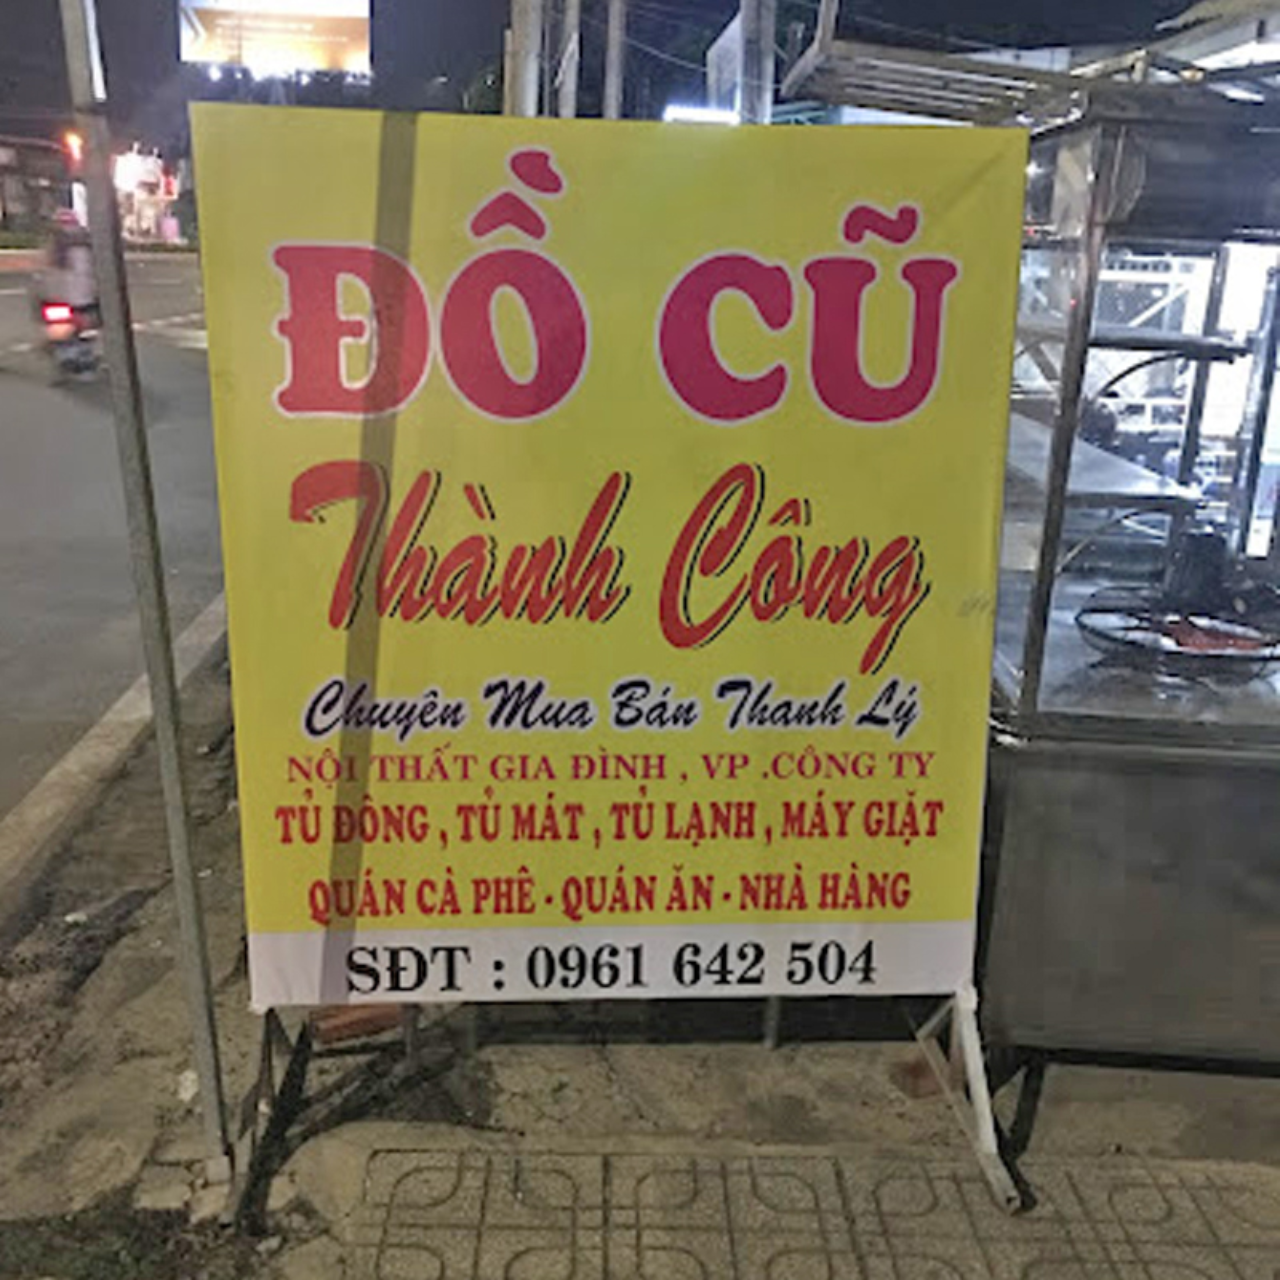 ĐỒ CŨ
Thành Công
Chuyên Mua Bán Thanh Lý
NỘI THẤT GIA ĐÌNH , VP .CÔNG TY
TỦ ĐÔNG , TỦ MÁT , TỦ LẠNH , MÁY GIẶT
QUÁN CÀ PHÊ - QUÁN ĂN - NHÀ HÀNG
SĐT : 0961 642 504